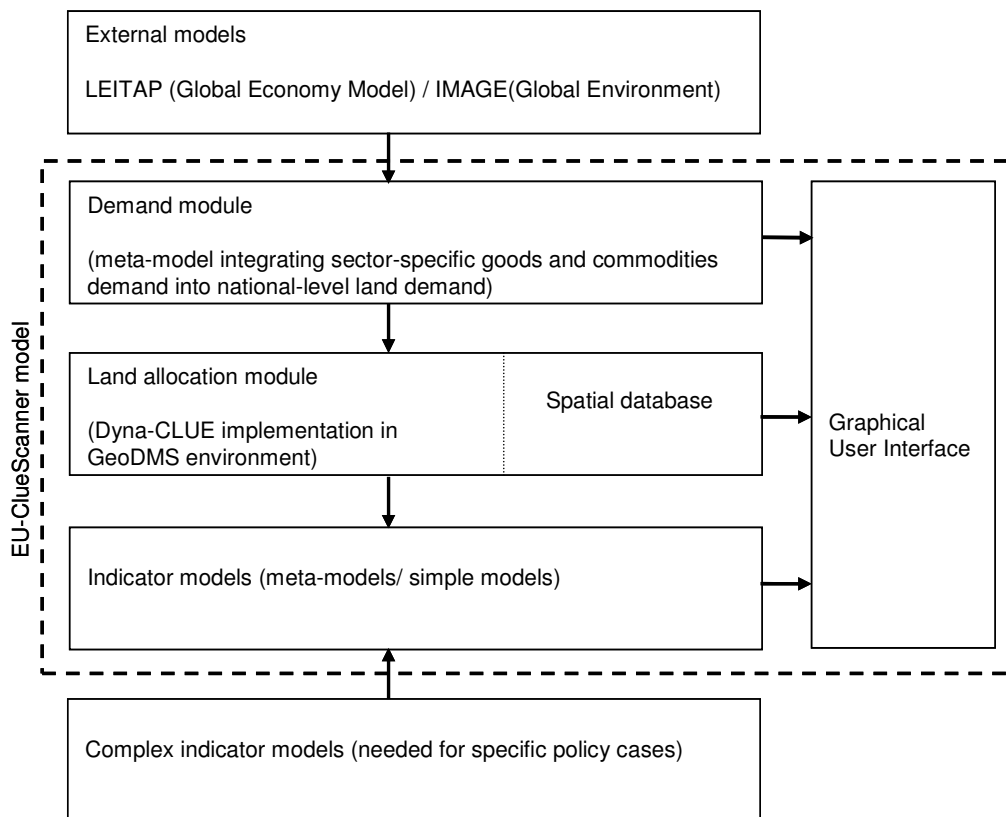 External models
LEITAP (Global Economy Model) / IMAGE(Global Environment)
Demand module
(meta-model integrating sector-specific goods and commodities
demand into national-level land demand)
Land allocation module
(Dyna-CLUE implementation in
GeoDMS environment)
Spatial database
Indicator models (meta-models/ simple models)
Graphical
User Interface
EU-ClueScanner model
Complex indicator models (needed for specific policy cases)